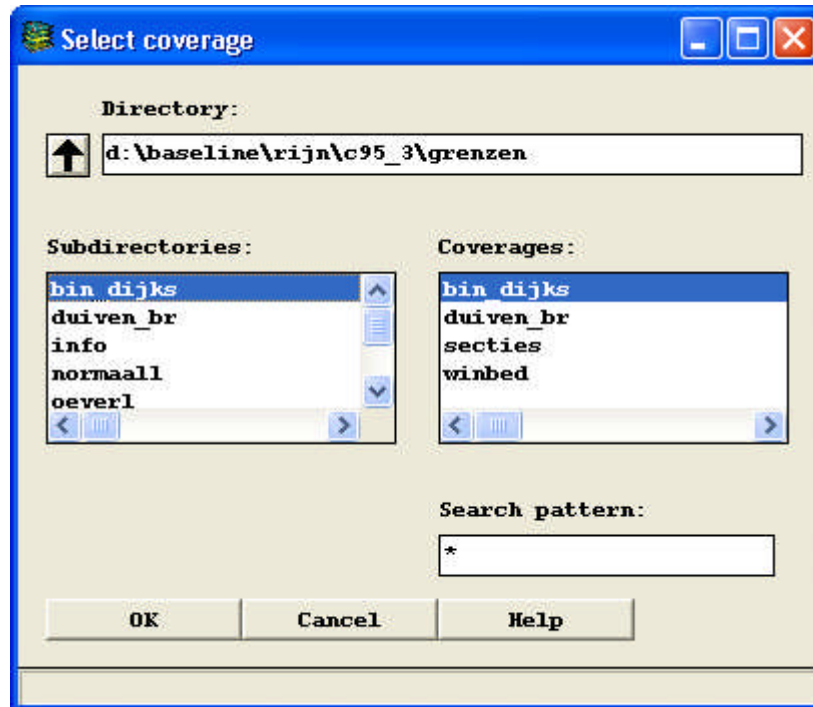 Select coverage
Directory:
d:\baseline\rijn\c95_3\grenzen
Subdirectories:
bin_dijks
duiven_br
info
normaall
oeverl
Coverages:
bin_dijks
duiven_br
secties
winbed
Search pattern:
*
OK
Cancel
Help